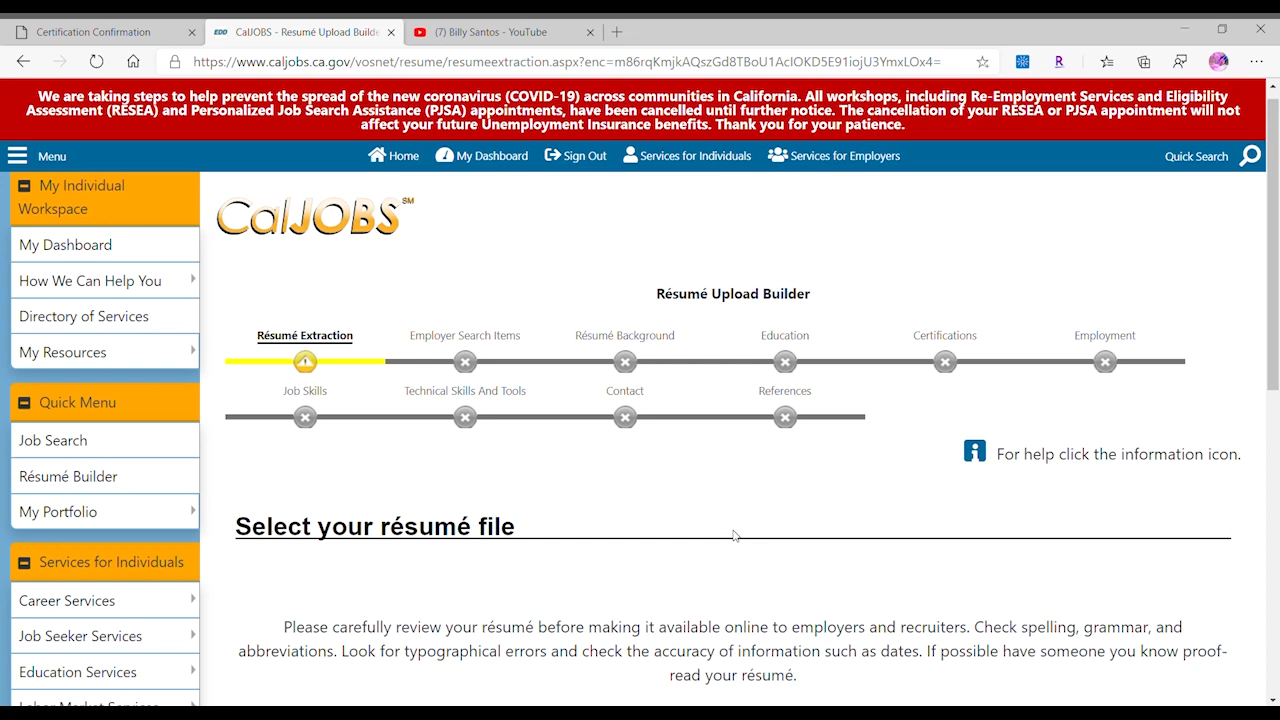 Certification Confirmation
EDD CalJOBS - Resumé Upload Builde
(7) Billy Santos - YouTube
https://www.caljobs.ca.gov/vosnet/resume/resumeextraction.aspx?enc=m86rqKmjkAQszGd8TBoU1AcIOKD5E91iojU3YmxLOx4=
R
We are taking steps to help prevent the spread of the new coronavirus (COVID-19) across communities in California. All workshops, including Re-Employment Services and Eligibility
Assessment (RESEA) and Personalized Job Search Assistance (PJSA) appointments, have been cancelled until further notice. The cancellation of your RESEA or PJSA appointment will not
affect your future Unemployment Insurance benefits. Thank you for your patience.
Menu
Home
My Dashboard
Sign Out
Services for Individuals
Services for Employers
Quick Search
My Individual
Workspace
My Dashboard
How We Can Help You
Directory of Services
My Resources
Quick Menu
Job Search
Résumé Builder
My Portfolio
Services for Individuals
Career Services
Job Seeker Services
Education Services
Labor Market Services
CalJOBS SM
Résumé Upload Builder
Résumé Extraction
Employer Search Items
Résumé Background
Education
Certifications
Employment
Job Skills
Technical Skills And Tools
Contact
References
For help click the information icon.
Select your résumé file
Please carefully review your résumé before making it available online to employers and recruiters. Check spelling, grammar, and
abbreviations. Look for typographical errors and check the accuracy of information such as dates. If possible have someone you know proof-
read your résumé.